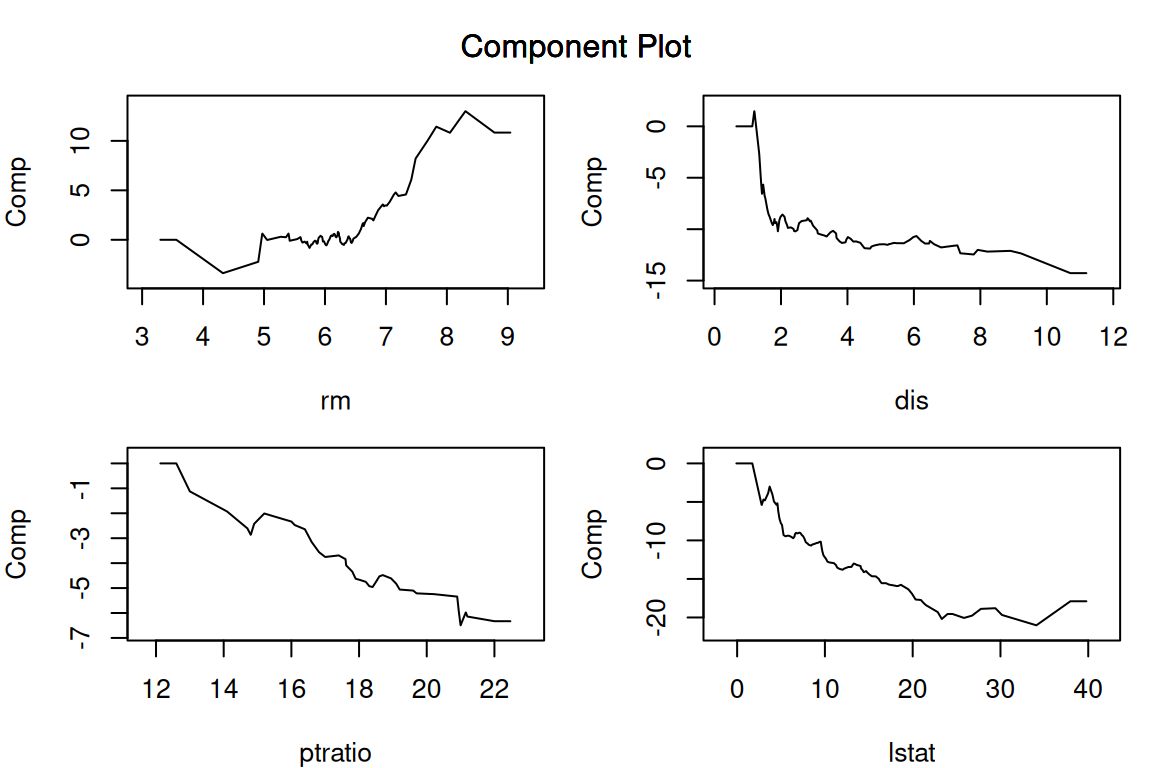 Component Plot
Comp
10
5
0
3 4 5 6 7 8 9
rm
Comp
0
-5
-15
0 2 4 6 8 10 12
dis
Comp
-1
-3
-5
-7
12 14 16 18 20 22
ptratio
Comp
0
-10
-20
0 10 20 30 40
lstat